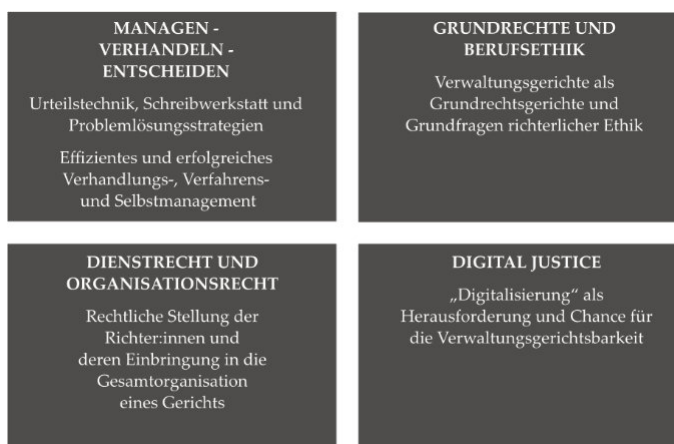 MANAGEN -
VERHANDELN -
ENTSCHEIDEN
Urteilstechnik, Schreibwerkstatt und
Problemlösungsstrategien
Effizientes und erfolgreiches
Verhandlungs-, Verfahrens-
und Selbstmanagement
GRUNDRECHTE UND
BERUFSETHIK
Verwaltungsgerichte als
Grundrechtsgerichte und
Grundfragen richterlicher Ethik
DIENSTRECHT UND
ORGANISATIONSRECHT
Rechtliche Stellung der
Richter:innen und
deren Einbringung in die
Gesamtorganisation
eines Gerichts
DIGITAL JUSTICE
„Digitalisierung“ als
Herausforderung und Chance für
die Verwaltungsgerichtsbarkeit